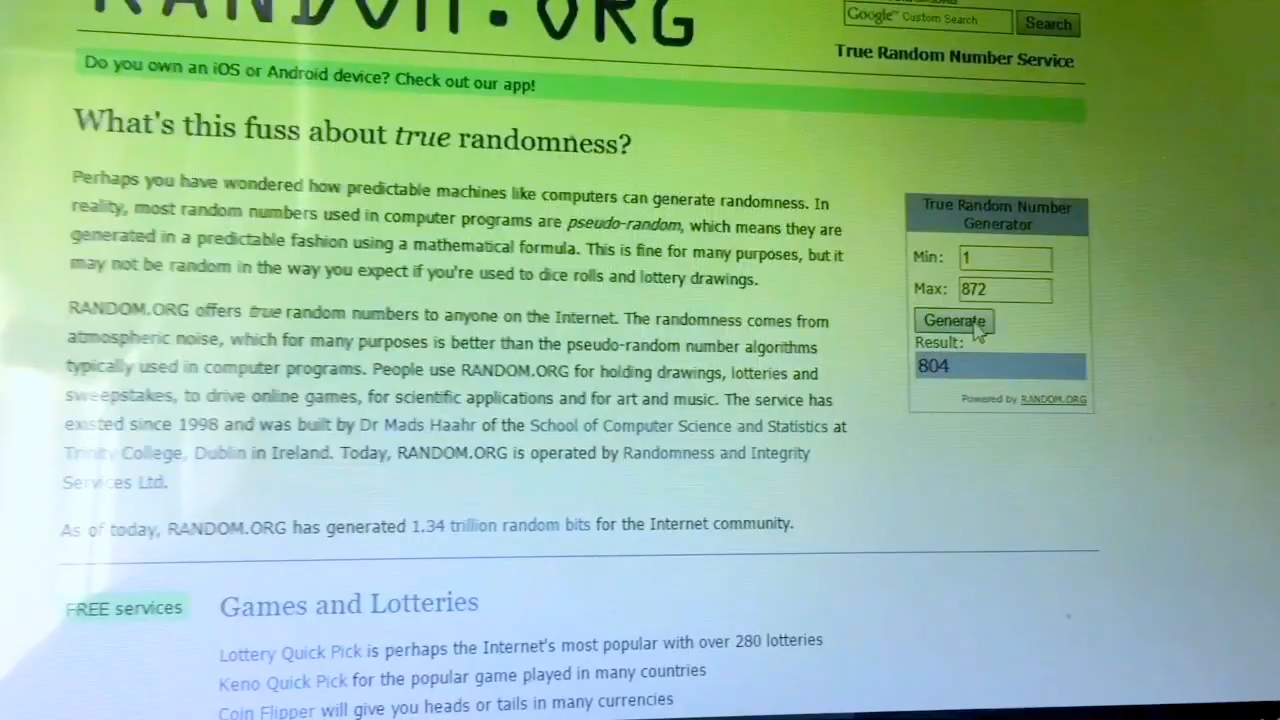 RANDOM.ORG
Google™ Custom Search
Search
True Random Number Service
Do you own an iOS or Android device? Check out our app!
What's this fuss about true randomness?
Perhaps you have wondered how predictable machines like computers can generate randomness. In
reality, most random numbers used in computer programs are pseudo-random, which means they are
generated in a predictable fashion using a mathematical formula. This is fine for many purposes, but it
may not be random in the way you expect if you're used to dice rolls and lottery drawings.
RANDOM.ORG offers true random numbers to anyone on the Internet. The randomness comes from
atmospheric noise, which for many purposes is better than the pseudo-random number algorithms
typically used in computer programs. People use RANDOM.ORG for holding drawings, lotteries and
sweepstakes, to drive online games, for scientific applications and for art and music. The service has
existed since 1998 and was built by Dr Mads Haahr of the School of Computer Science and Statistics at
Trinity College, Dublin in Ireland. Today, RANDOM.ORG is operated by Randomness and Integrity
Services Ltd.
As of today, RANDOM.ORG has generated 1.34 trillion random bits for the Internet community.
True Random Number
Generator
Min: 1
Max: 872
Generate
Result:
804
Powered by RANDOM.ORG
FREE services
Games and Lotteries
Lottery Quick Pick is perhaps the Internet's most popular with over 280 lotteries
Keno Quick Pick for the popular game played in many countries
Coin Flipper will give you heads or tails in many currencies